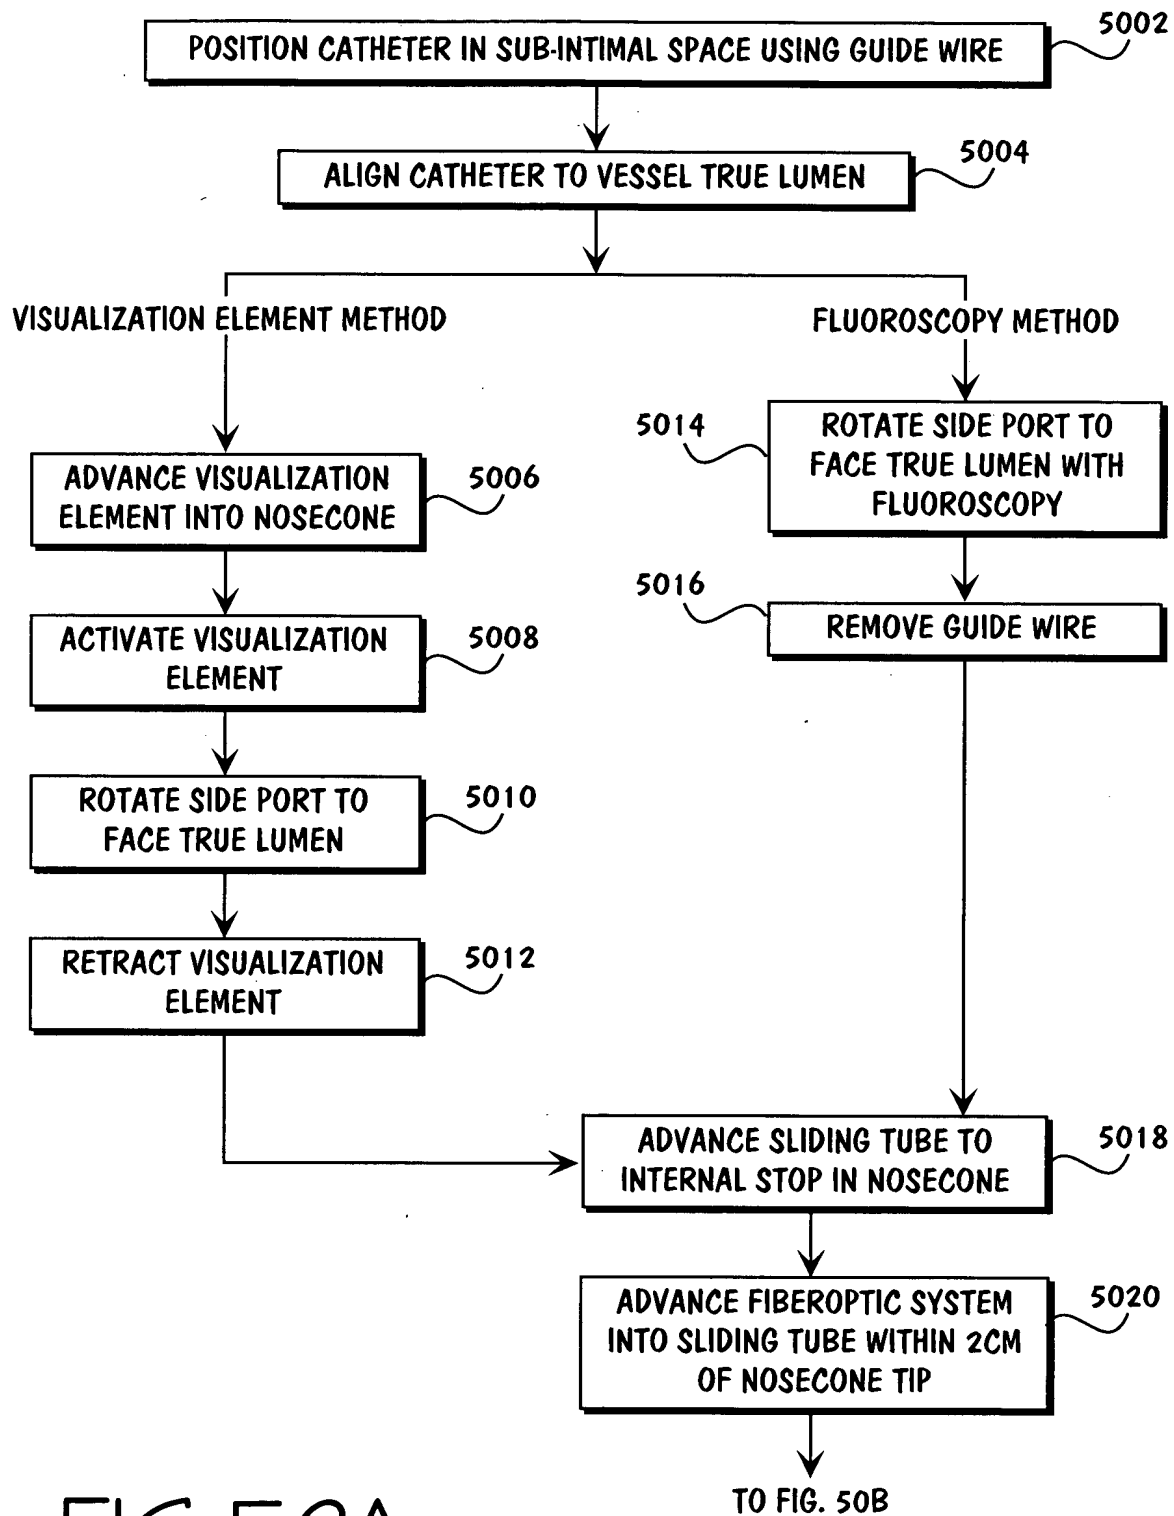 POSITION CATHETER IN SUB-INTIMAL SPACE USING GUIDE WIRE
5002
ALIGN CATHETER TO VESSEL TRUE LUMEN
5004
VISUALIZATION ELEMENT METHOD
FLUOROSCOPY METHOD
ADVANCE VISUALIZATION
ELEMENT INTO NOSECONE
5006
ACTIVATE VISUALIZATION
ELEMENT
5008
ROTATE SIDE PORT TO
FACE TRUE LUMEN
5010
RETRACT VISUALIZATION
ELEMENT
5012
5014
ROTATE SIDE PORT TO
FACE TRUE LUMEN WITH
FLUOROSCOPY
5016
REMOVE GUIDE WIRE
ADVANCE SLIDING TUBE TO
INTERNAL STOP IN NOSECONE
5018
ADVANCE FIBEROPTIC SYSTEM
INTO SLIDING TUBE WITHIN 2CM
OF NOSECONE TIP
5020
TO FIG. 50B
FIG. 50A